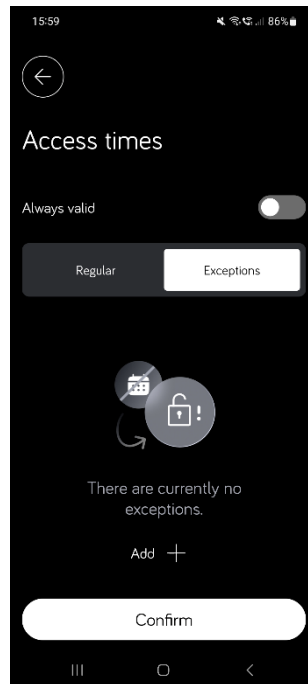 15:59
86%
Access times
Always valid
Regular
Exceptions
There are currently no
exceptions.
Add
Confirm